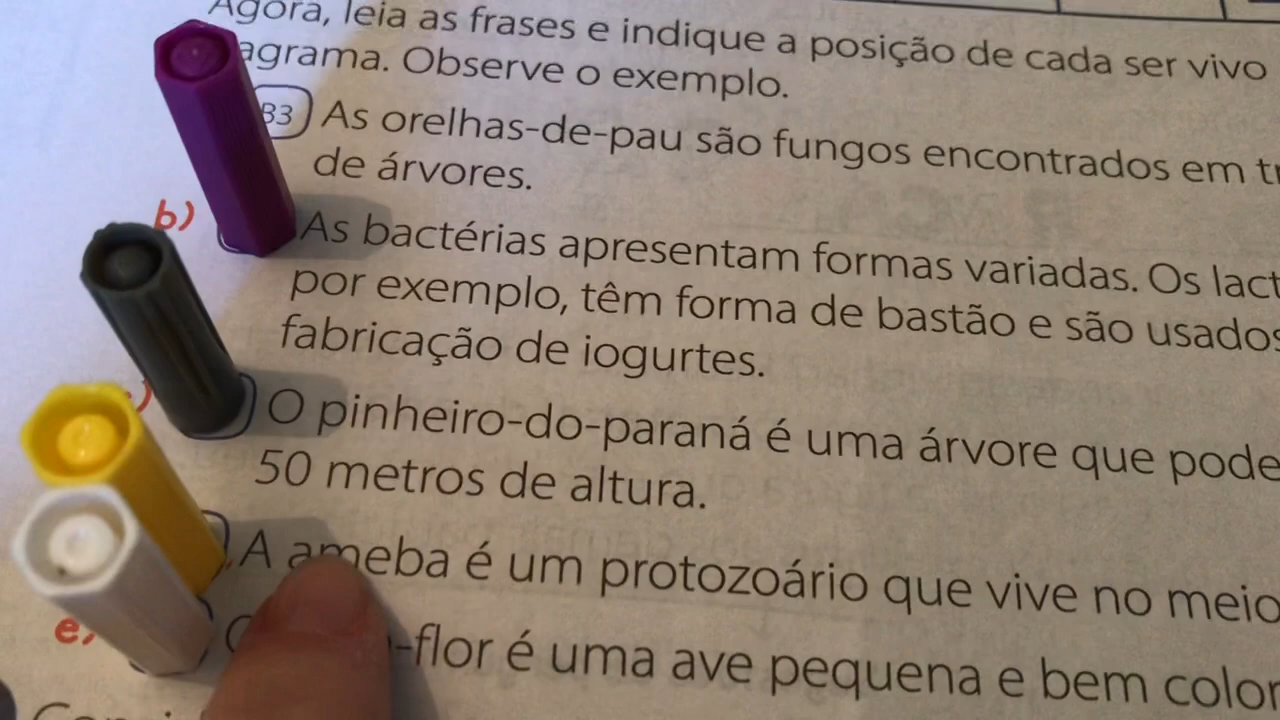 Agora, leia as frases e indique a posição de cada ser vivo
agrama. Observe o exemplo.
B3 As orelhas-de-pau são fungos encontrados em tr
de árvores.
b) As bactérias apresentam formas variadas. Os lact
por exemplo, têm forma de bastão e são usados
fabricação de iogurtes.
O pinheiro-do-paraná é uma árvore que pode
50 metros de altura.
A ameba é um protozoário que vive no meio
e) -flor é uma ave pequena e bem color